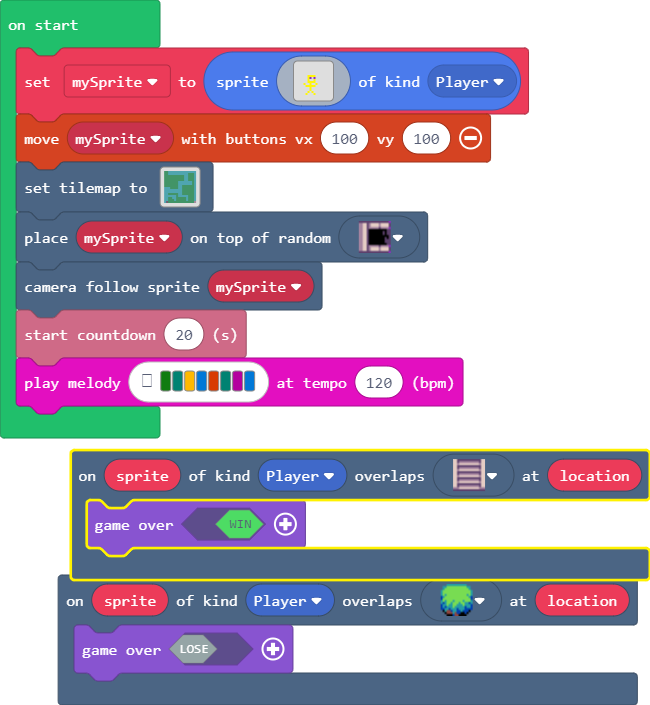 on start
set mySprite to sprite of kind Player
move mySprite with buttons vx 100 vy 100
set tilemap to
place mySprite on top of random
camera follow sprite mySprite
start countdown 20 (s)
play melody at tempo 120 (bpm)
on sprite of kind Player overlaps at location
game over WIN
on sprite of kind Player overlaps at location
game over LOSE